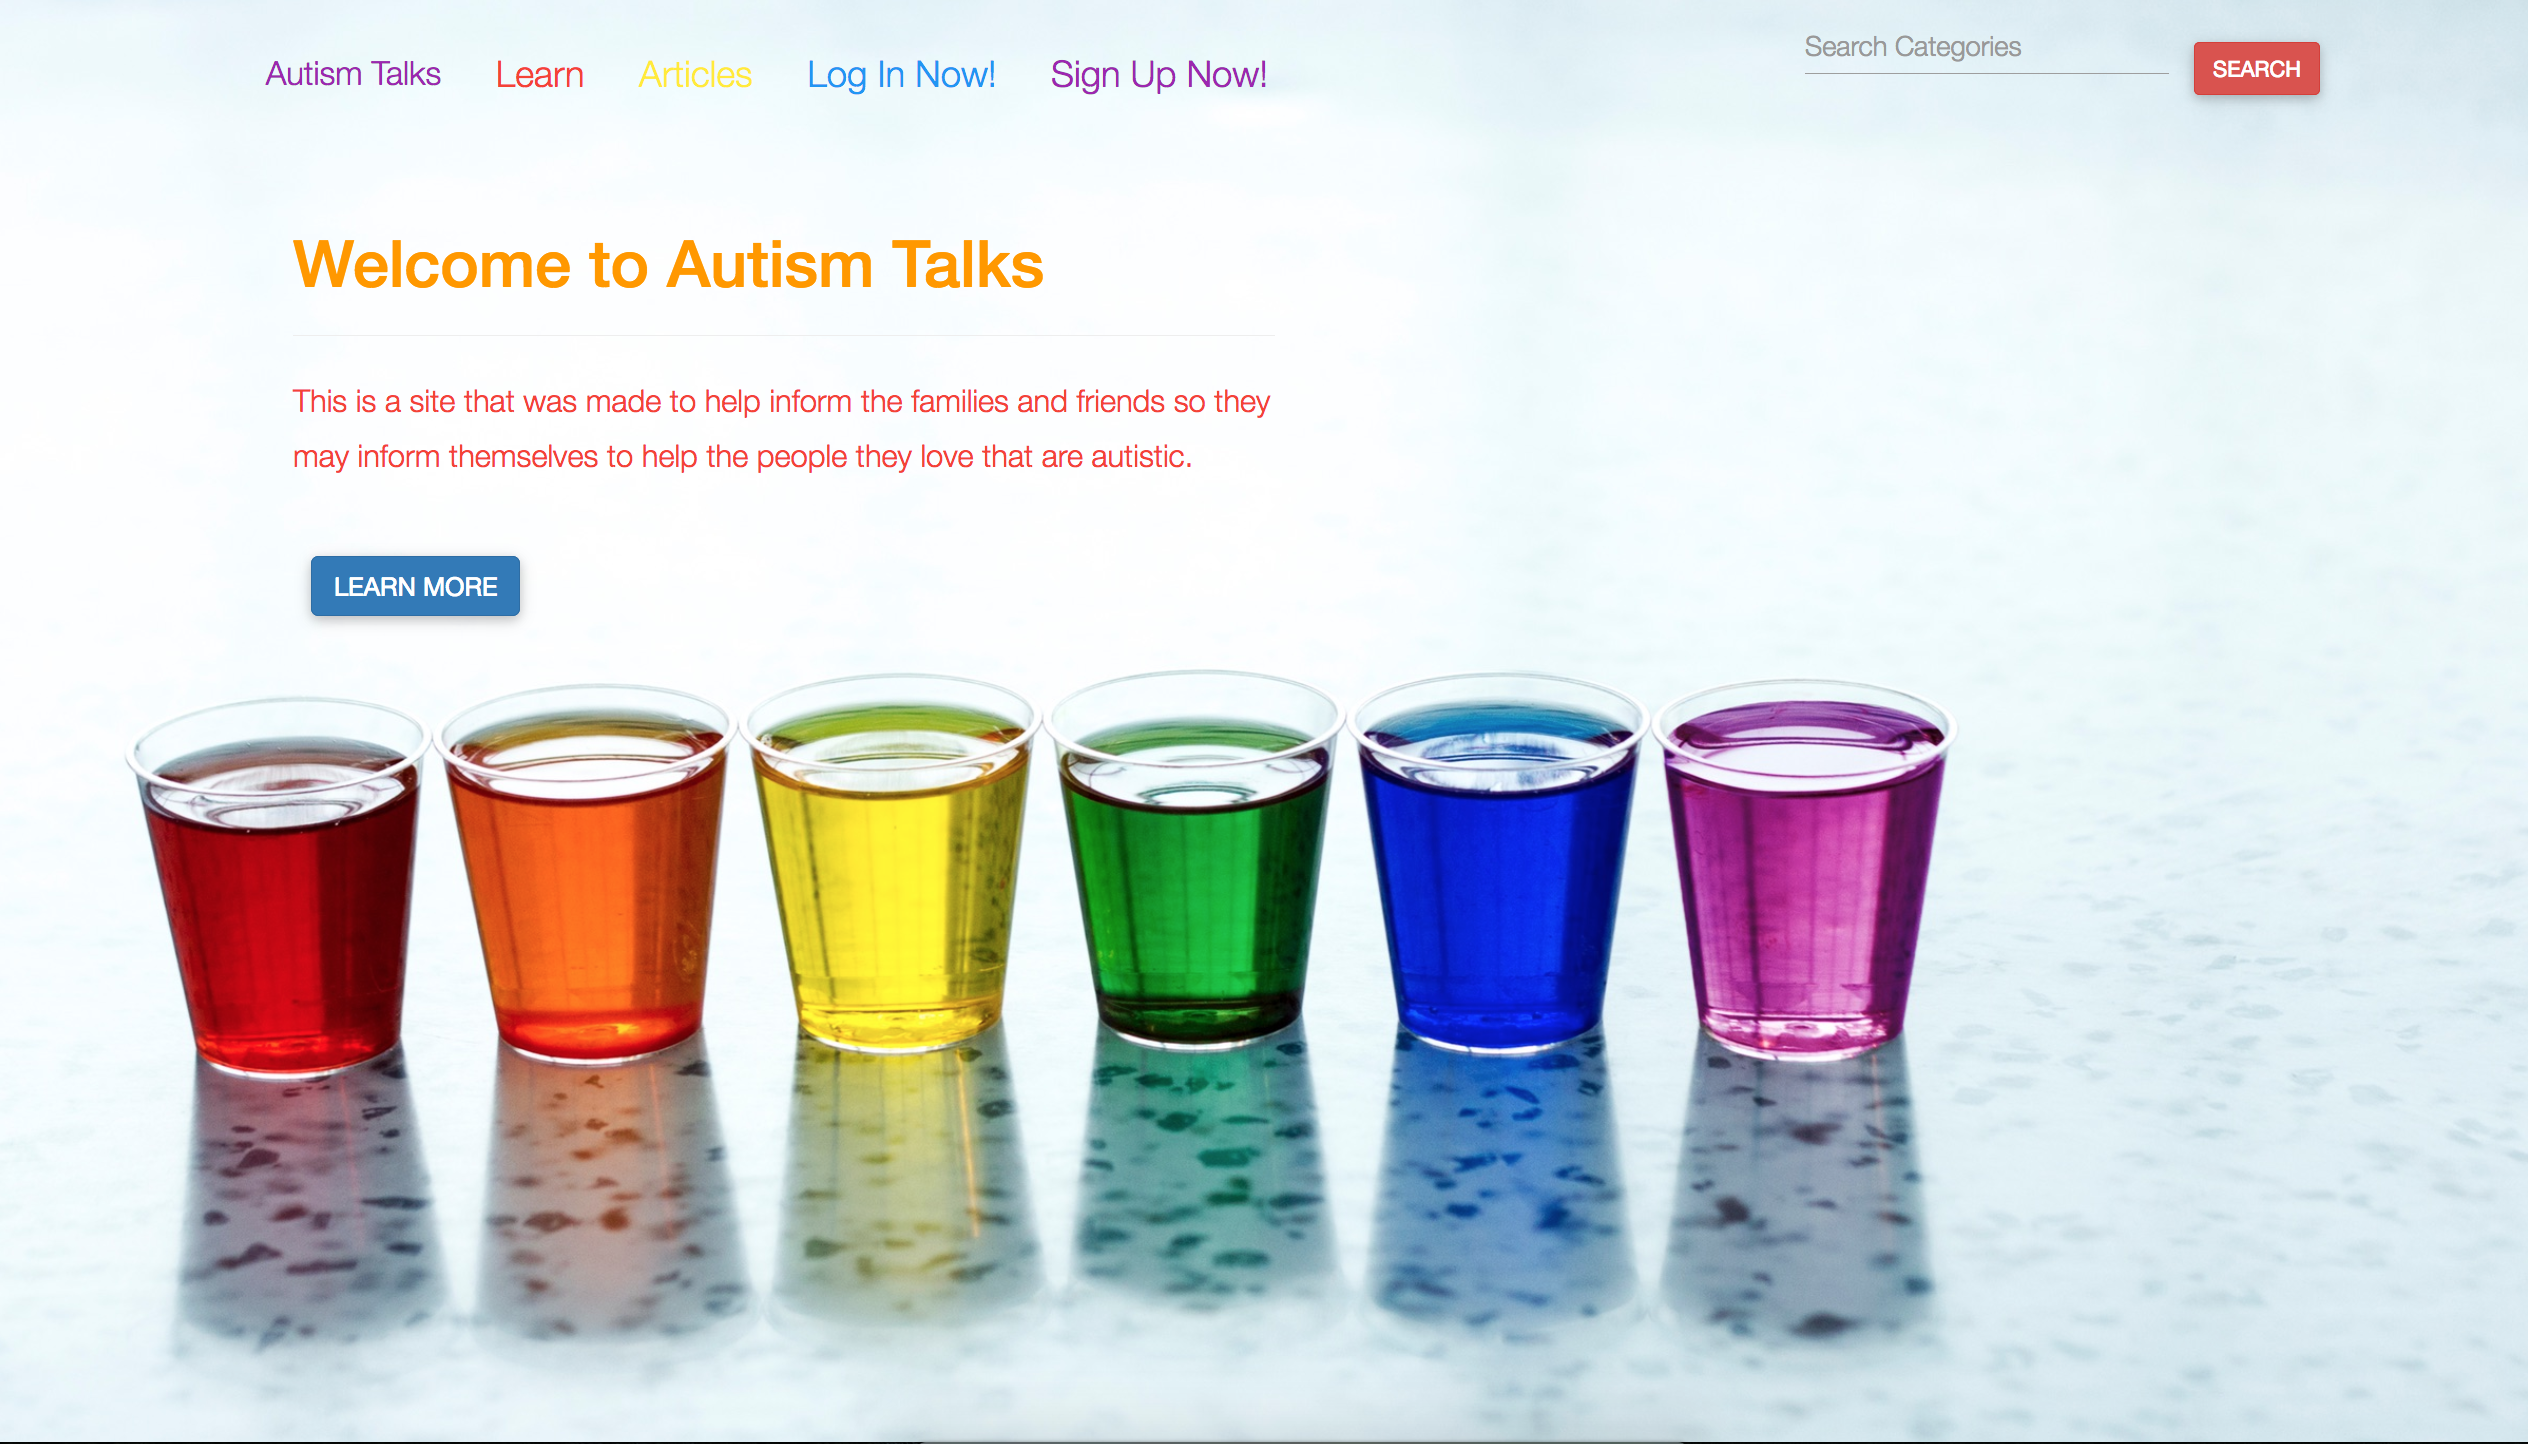 Autism Talks Learn Articles Log In Now! Sign Up Now! Search Categories SEARCH
Welcome to Autism Talks
This is a site that was made to help inform the families and friends so they
may inform themselves to help the people they love that are autistic.
LEARN MORE